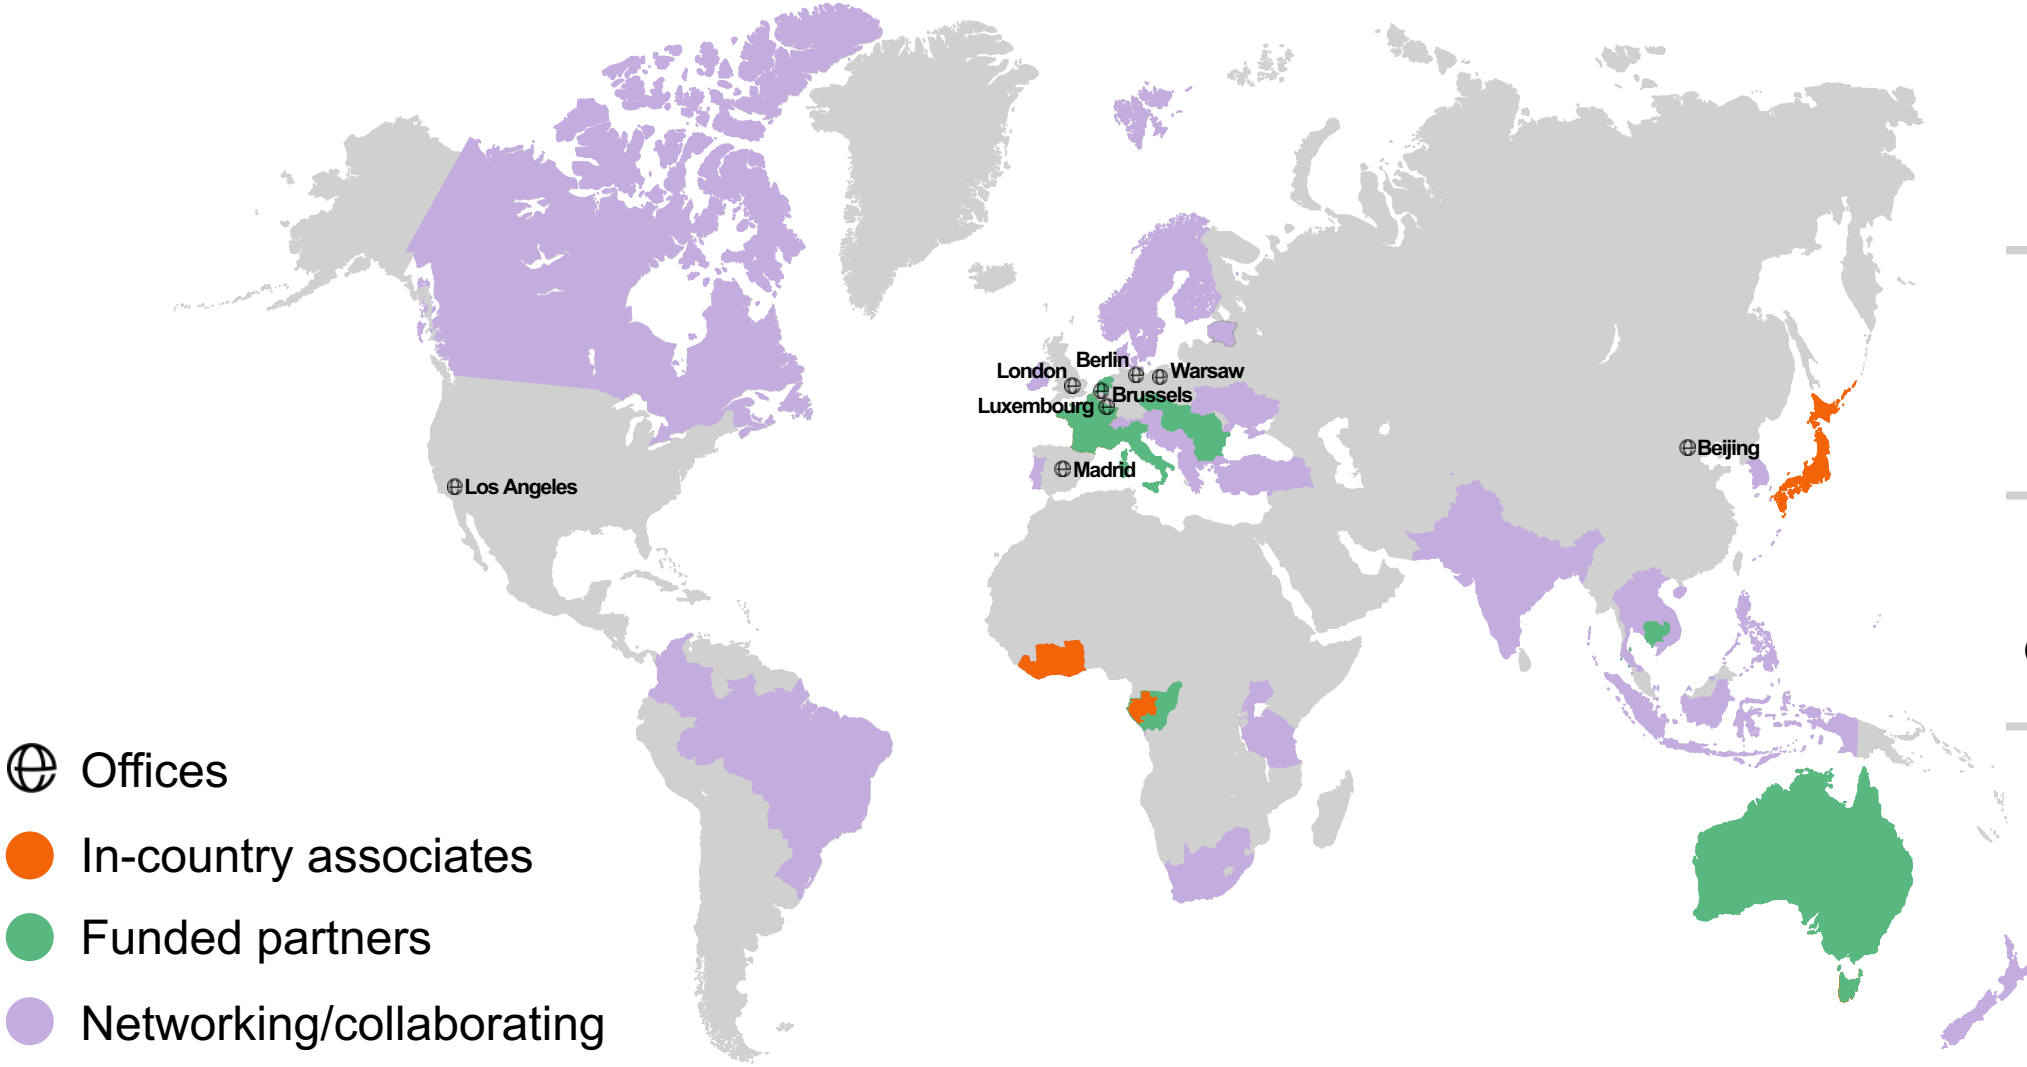 Berlin
London
Warsaw
Brussels
Luxembourg
Beijing
Madrid
Los Angeles
Offices
In-country associates
Funded partners
Networking/collaborating